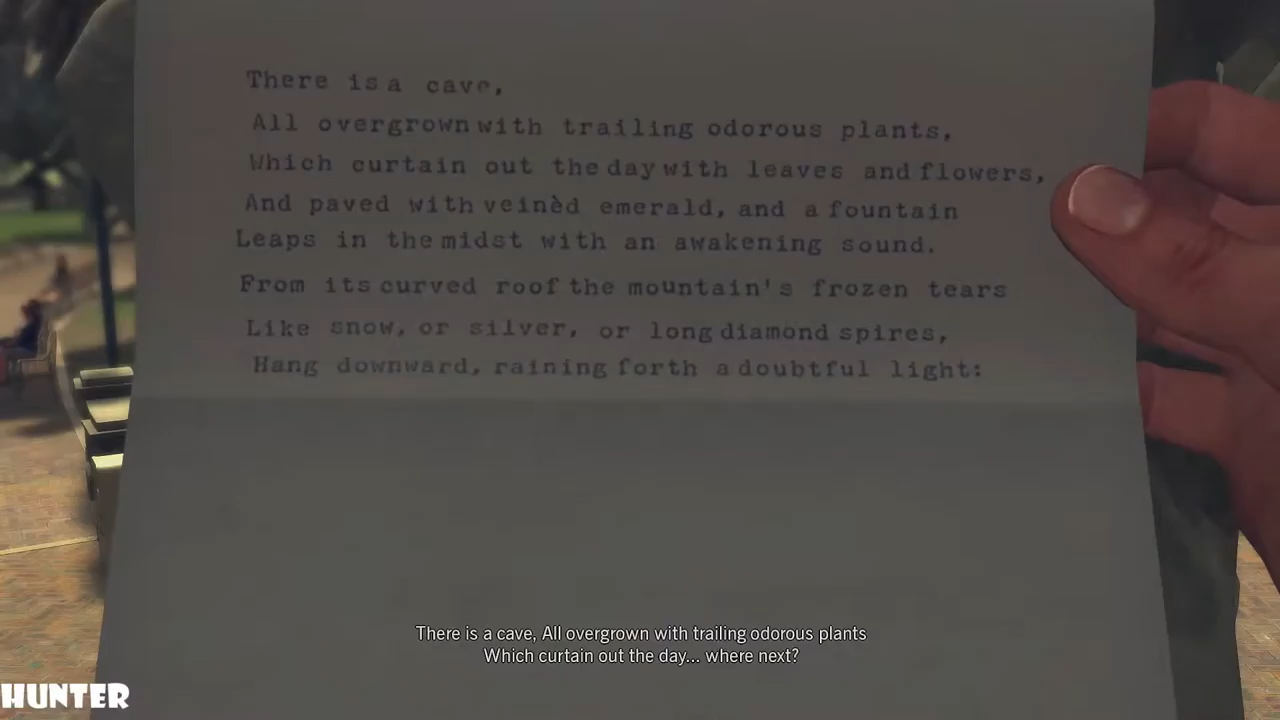 There is a cave,
All overgrown with trailing odorous plants,
Which curtain out the day with leaves and flowers,
And paved with veinèd emerald, and a fountain
Leaps in the midst with an awakening sound.
From its curved roof the mountain's frozen tears
Like snow, or silver, or long diamond spires,
Hang downward, raining forth a doubtful light:
There is a cave, All overgrown with trailing odorous plants
Which curtain out the day... where next?
HUNTER